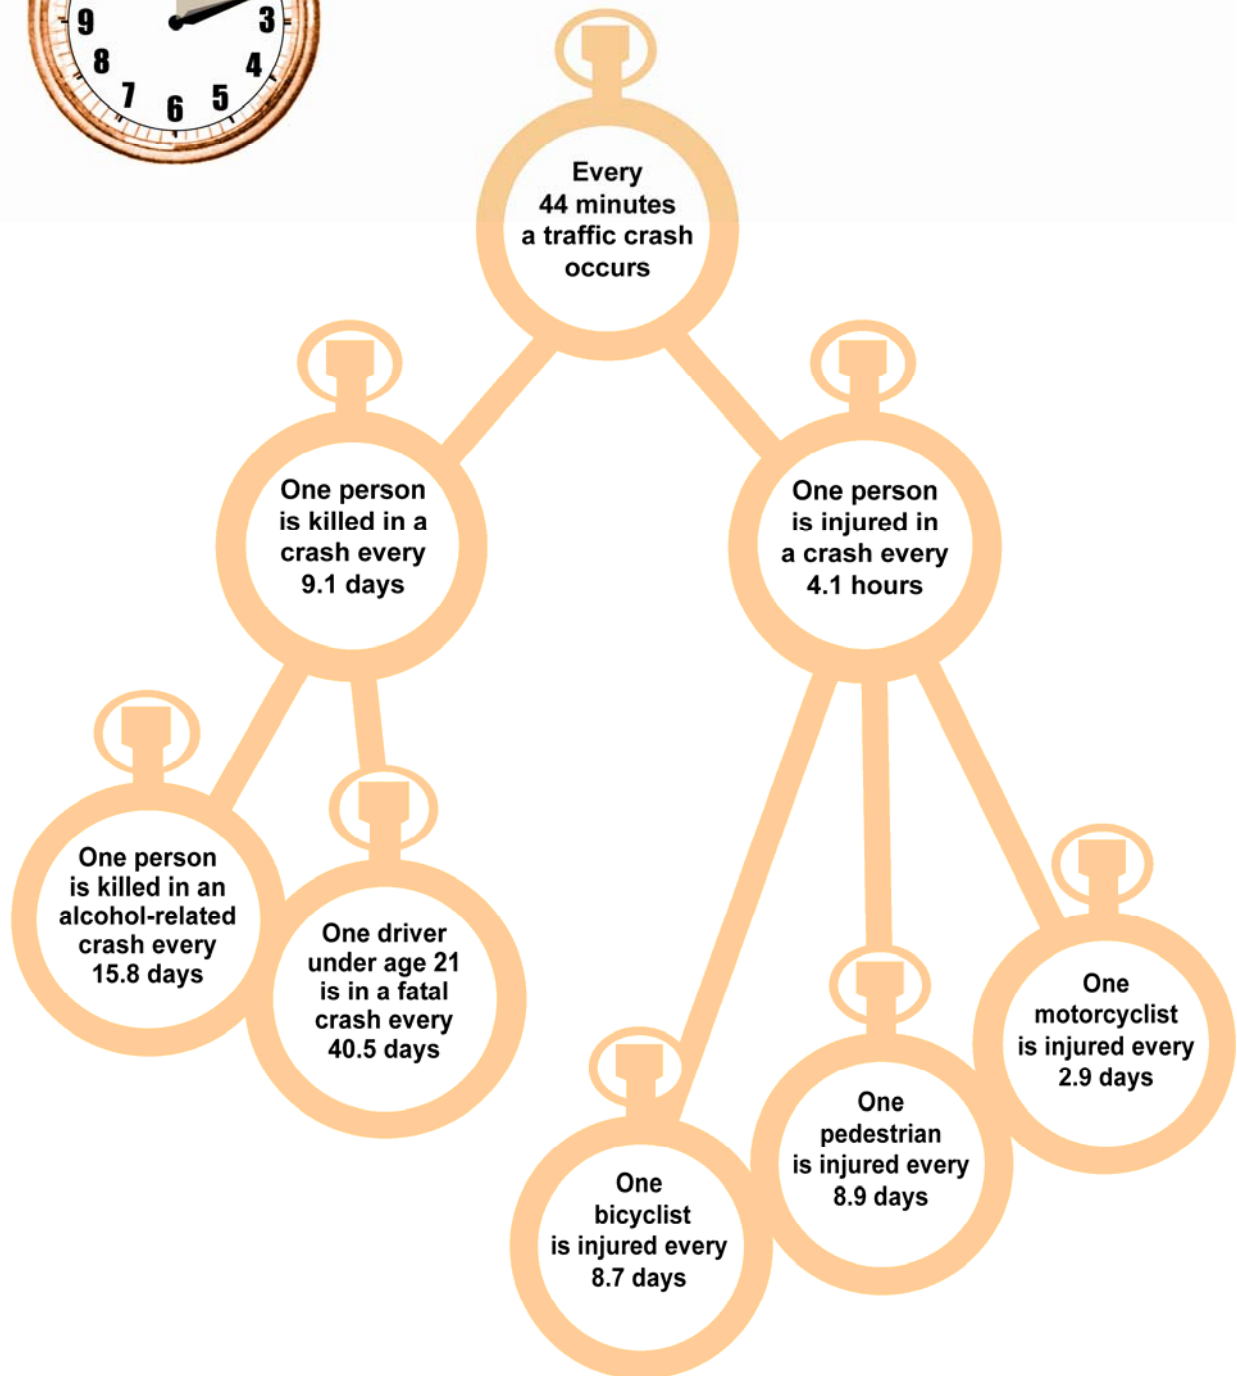 9
3
8
4
7
5
6
Every
44 minutes
a traffic crash
occurs
One person
is killed in a
crash every
9.1 days
One person
is injured in
a crash every
4.1 hours
One person
is killed in an
alcohol-related
crash every
15.8 days
One driver
under age 21
is in a fatal
crash every
40.5 days
One
motorcyclist
is injured every
2.9 days
One
pedestrian
is injured every
8.9 days
One
bicyclist
is injured every
8.7 days